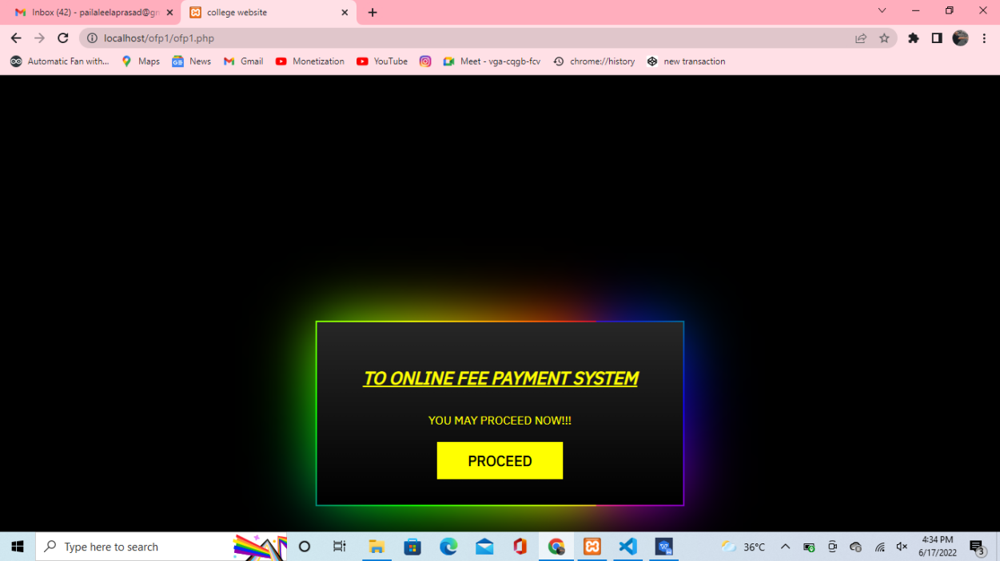 Inbox (42) - pailaleelaprasad@gn
college website
localhost/ofp1/ofp1.php
Automatic Fan with... Maps News Gmail Monetization YouTube Meet - vga-cqgb-fcv chrome://history new transaction
TO ONLINE FEE PAYMENT SYSTEM
YOU MAY PROCEED NOW!!!
PROCEED
Type here to search
36°C
4:34 PM
6/17/2022
3